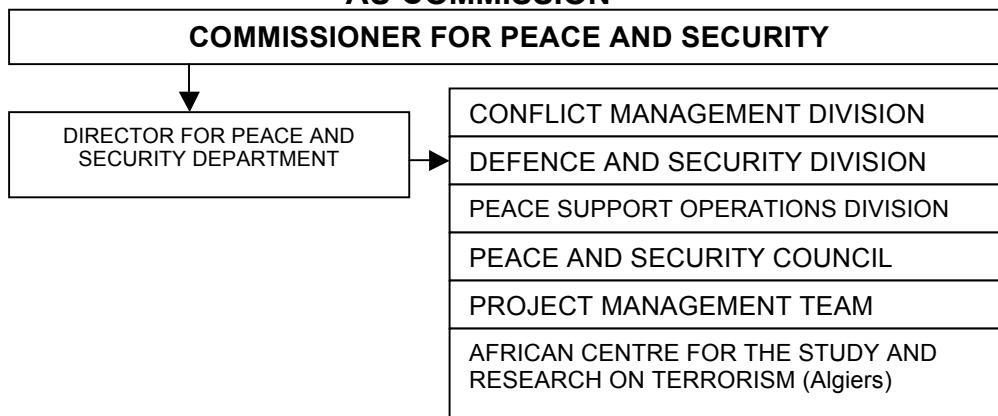 AU COMMISSION
COMMISSIONER FOR PEACE AND SECURITY
DIRECTOR FOR PEACE AND
SECURITY DEPARTMENT
CONFLICT MANAGEMENT DIVISION
DEFENCE AND SECURITY DIVISION
PEACE SUPPORT OPERATIONS DIVISION
PEACE AND SECURITY COUNCIL
PROJECT MANAGEMENT TEAM
AFRICAN CENTRE FOR THE STUDY AND
RESEARCH ON TERRORISM (Algiers)